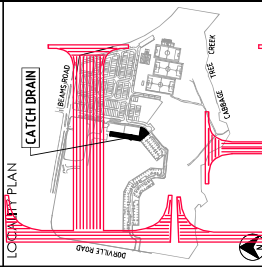 LOCALITY PLAN
CATCH DRAIN
BEAMS ROAD
CABBAGE TREE CREEK
DORVILLE ROAD
N